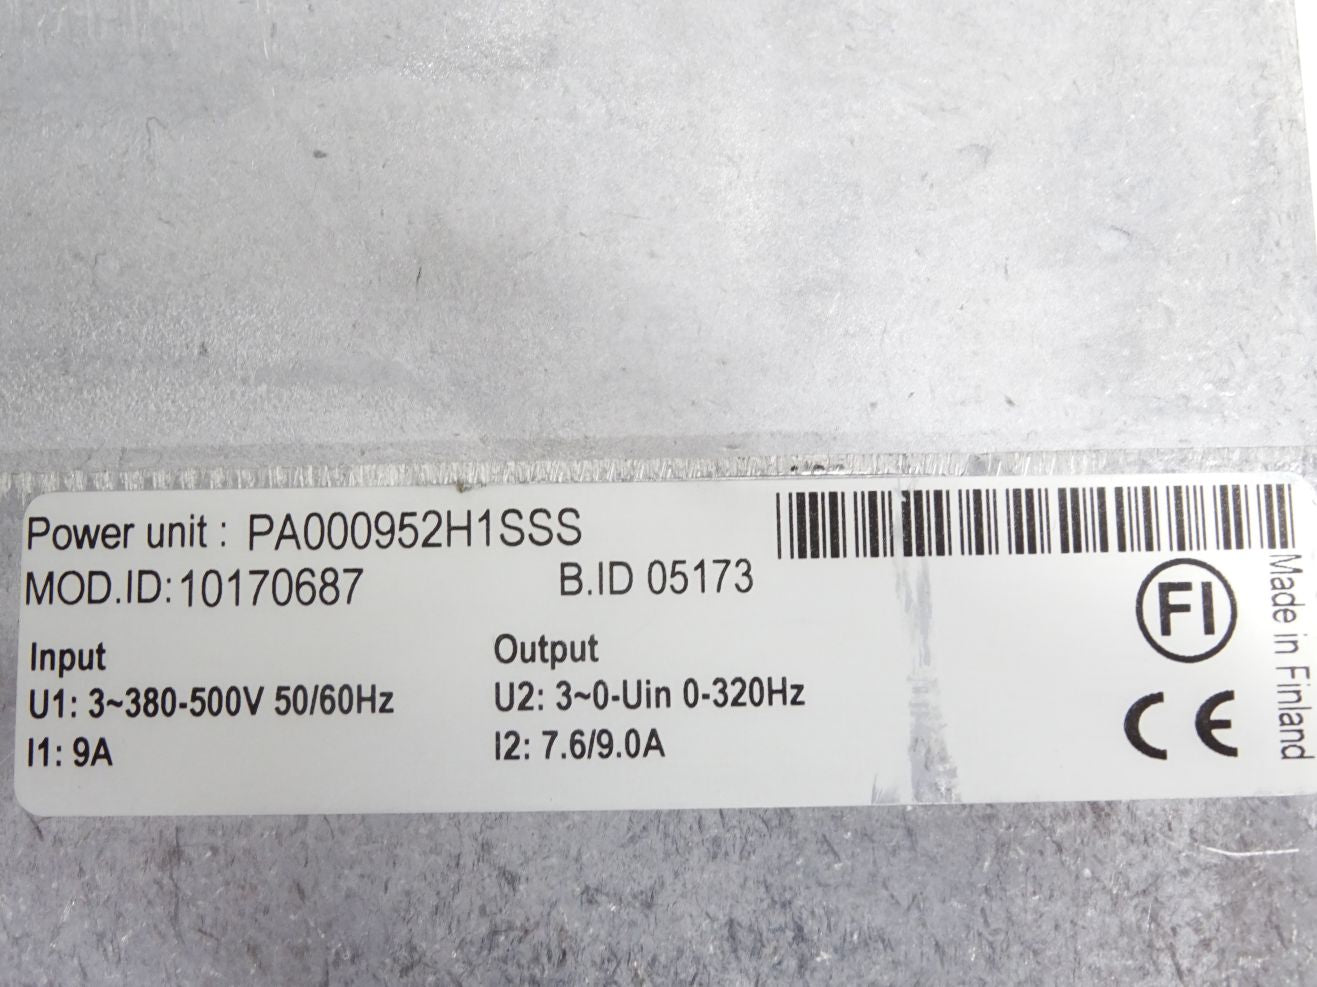 Power unit : PA000952H1SSS
MOD.ID:10170687 B.ID 05173
Input Output
U1: 3~380-500V 50/60Hz U2: 3~0-Uin 0-320Hz
I1: 9A I2: 7.6/9.0A
FI
CE
Made in Finland